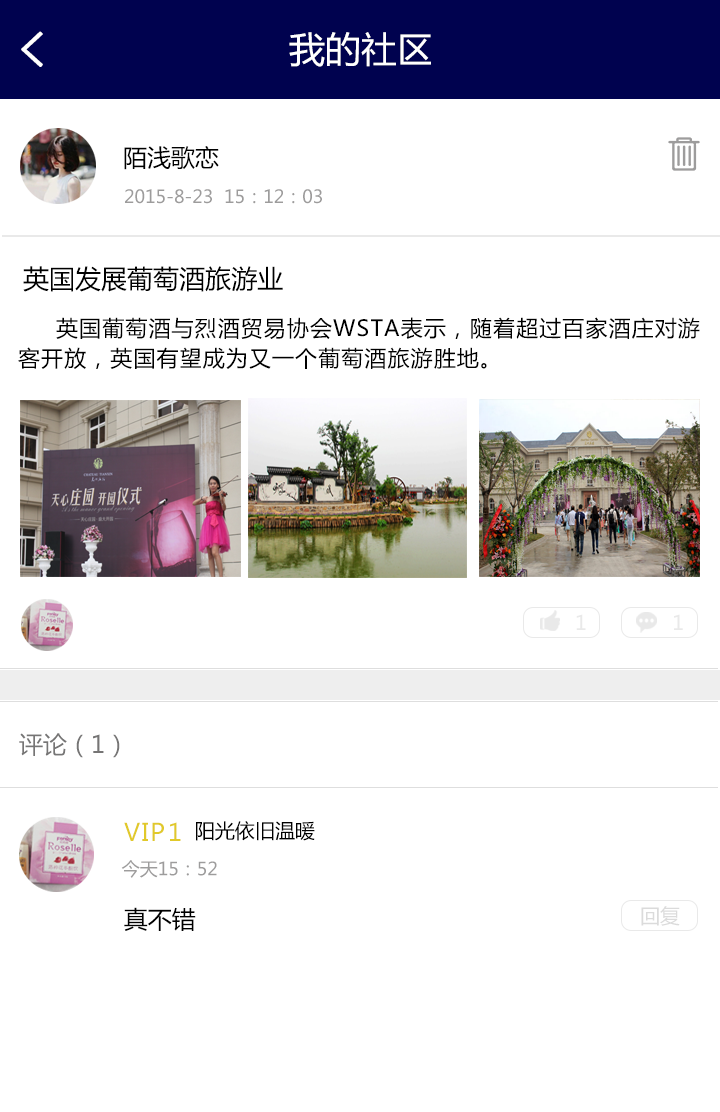 我的社区
陌浅歌恋
2015-8-23 15：12：03
英国发展葡萄酒旅游业
英国葡萄酒与烈酒贸易协会WSTA表示，随着超过百家酒庄对游
客开放，英国有望成为又一个葡萄酒旅游胜地。
天心庄园 开园仪式
Roselle
1
1
评论（1）
VIP1 阳光依旧温暖
今天15：52
Roselle
真不错
回复